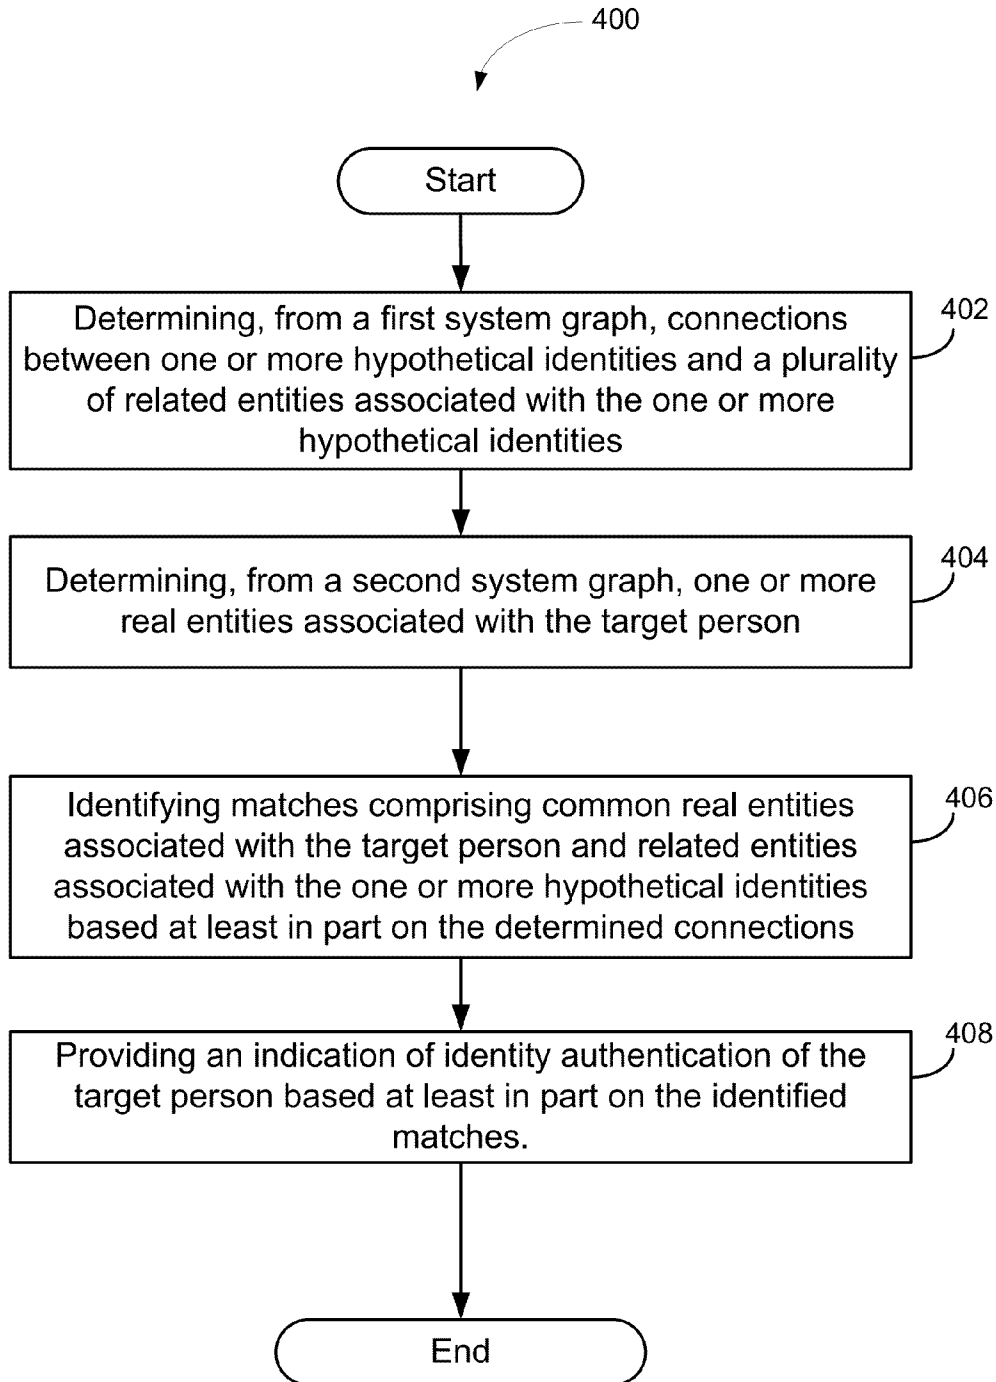 400
Start
402
Determining, from a first system graph, connections
between one or more hypothetical identities and a plurality
of related entities associated with the one or more
hypothetical identities
404
Determining, from a second system graph, one or more
real entities associated with the target person
406
Identifying matches comprising common real entities
associated with the target person and related entities
associated with the one or more hypothetical identities
based at least in part on the determined connections
408
Providing an indication of identity authentication of the
target person based at least in part on the identified
matches.
End